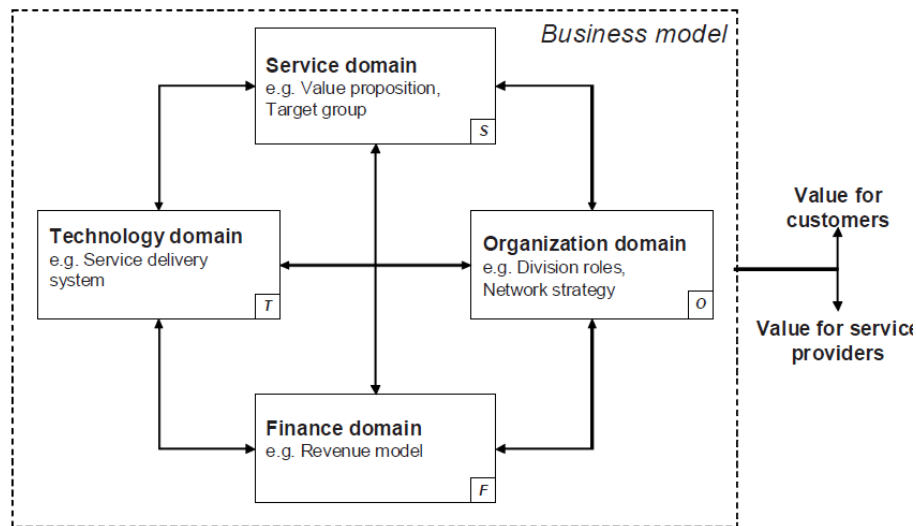 Business model
Service domain
e.g. Value proposition,
Target group
S
Technology domain
e.g. Service delivery
system
T
Organization domain
e.g. Division roles,
Network strategy
O
Finance domain
e.g. Revenue model
F
Value for
customers
Value for service
providers